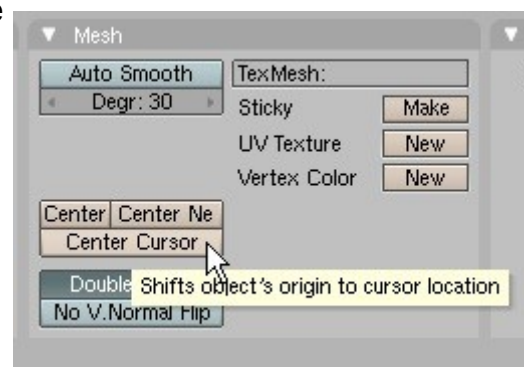 e
Mesh
Auto Smooth
Degr: 30
TexMesh:
Sticky Make
UV Texture New
Vertex Color New
Center Center Ne
Center Cursor
Double
Shifts object's origin to cursor location
No V.Normal Flip